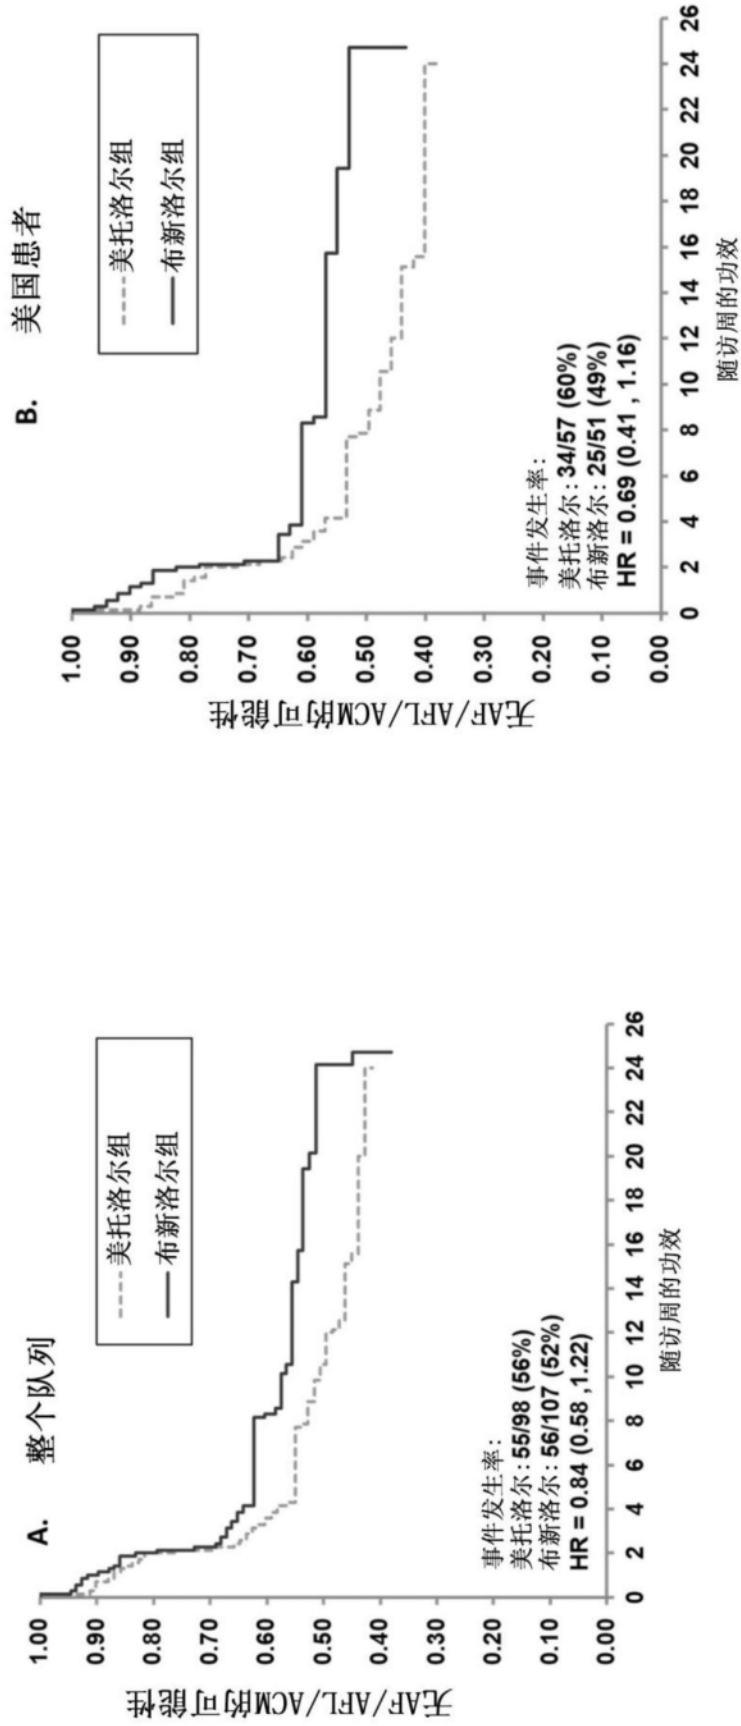 A. 整个队列
美托洛尔组
布新洛尔组
无AF/AFL/ACM的可能性
1.00
0.90
0.80
0.70
0.60
0.50
0.40
0.30
0.20
0.10
0.00
事件发生率:
美托洛尔: 55/98 (56%)
布新洛尔: 56/107 (52%)
HR = 0.84 (0.58 ,1.22)
0 2 4 6 8 10 12 14 16 18 20 22 24 26
随访周的功效
B. 美国患者
美托洛尔组
布新洛尔组
无AF/AFL/ACM的可能性
1.00
0.90
0.80
0.70
0.60
0.50
0.40
0.30
0.20
0.10
0.00
事件发生率:
美托洛尔: 34/57 (60%)
布新洛尔: 25/51 (49%)
HR = 0.69 (0.41 , 1.16)
0 2 4 6 8 10 12 14 16 18 20 22 24 26
随访周的功效